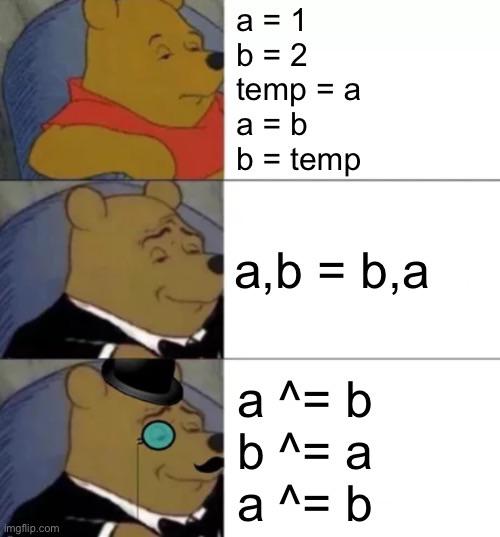 a = 1
b = 2
temp = a
a = b
b = temp
a,b = b,a
a ^= b
b ^= a
a ^= b
imgflip.com